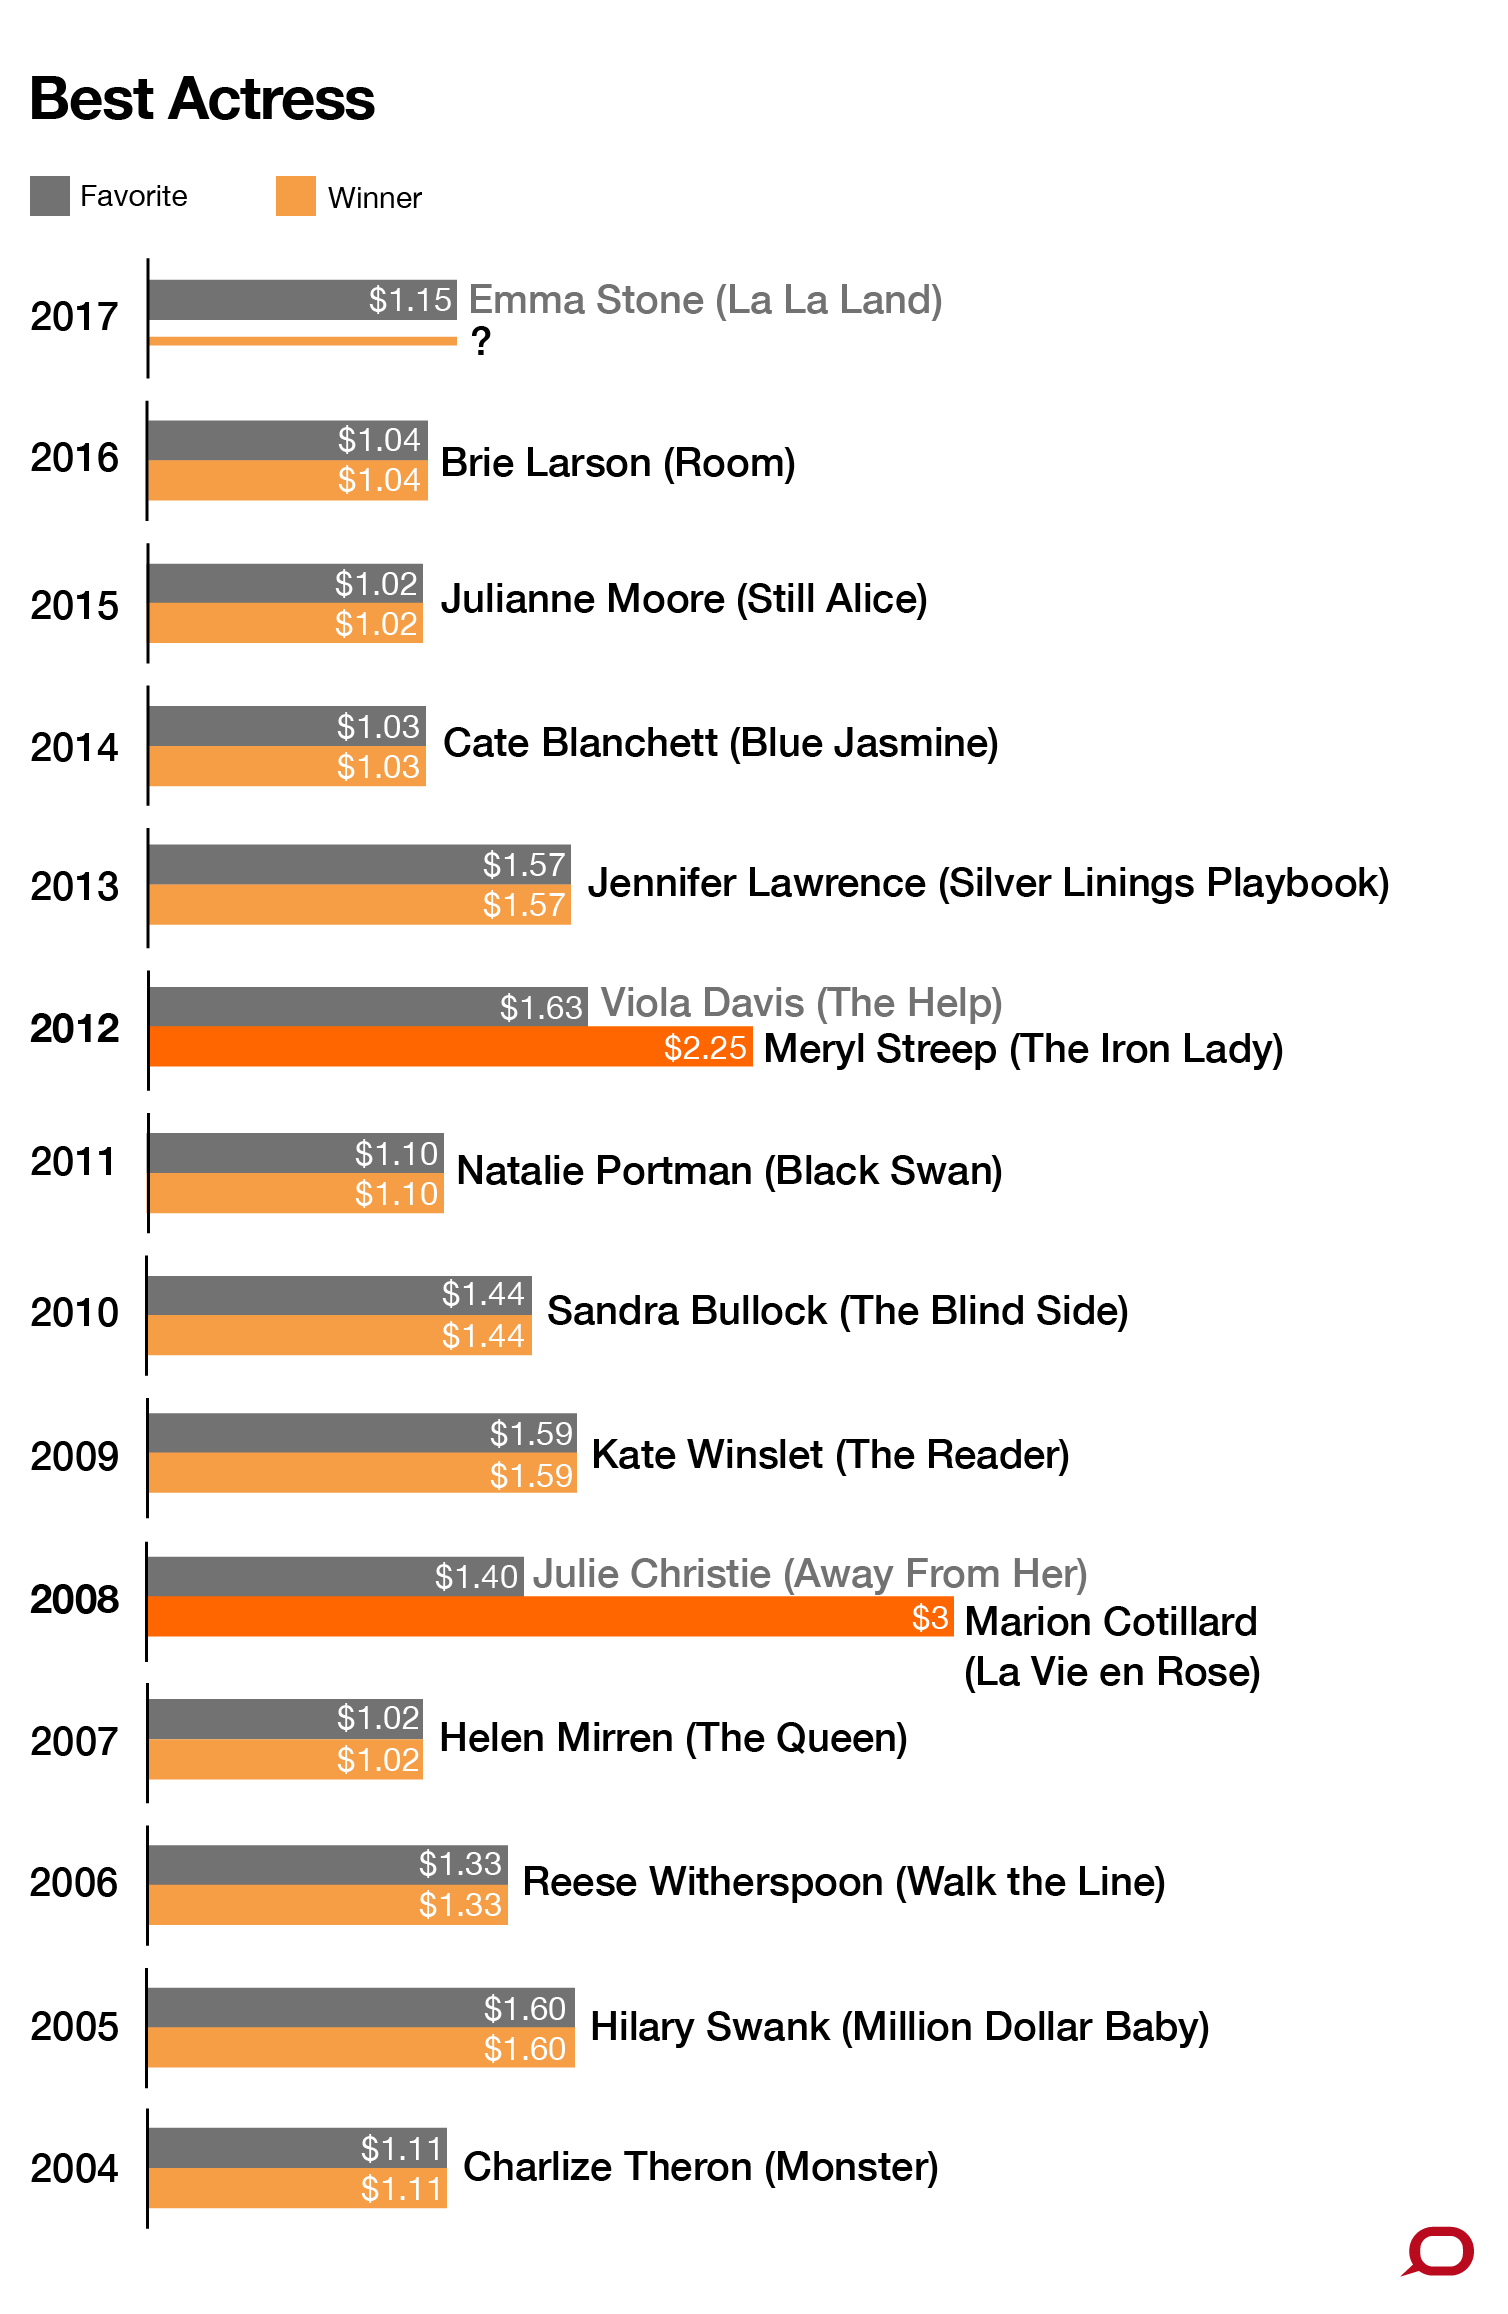 Best Actress
Favorite Winner
2017
$1.15 Emma Stone (La La Land)
?
2016
$1.04
$1.04
Brie Larson (Room)
2015
$1.02
$1.02
Julianne Moore (Still Alice)
2014
$1.03
$1.03
Cate Blanchett (Blue Jasmine)
2013
$1.57
$1.57
Jennifer Lawrence (Silver Linings Playbook)
2012
$1.63 Viola Davis (The Help)
$2.25 Meryl Streep (The Iron Lady)
2011
$1.10
$1.10
Natalie Portman (Black Swan)
2010
$1.44
$1.44
Sandra Bullock (The Blind Side)
2009
$1.59
$1.59
Kate Winslet (The Reader)
2008
$1.40 Julie Christie (Away From Her)
$3 Marion Cotillard
(La Vie en Rose)
2007
$1.02
$1.02
Helen Mirren (The Queen)
2006
$1.33
$1.33
Reese Witherspoon (Walk the Line)
2005
$1.60
$1.60
Hilary Swank (Million Dollar Baby)
2004
$1.11
$1.11
Charlize Theron (Monster)